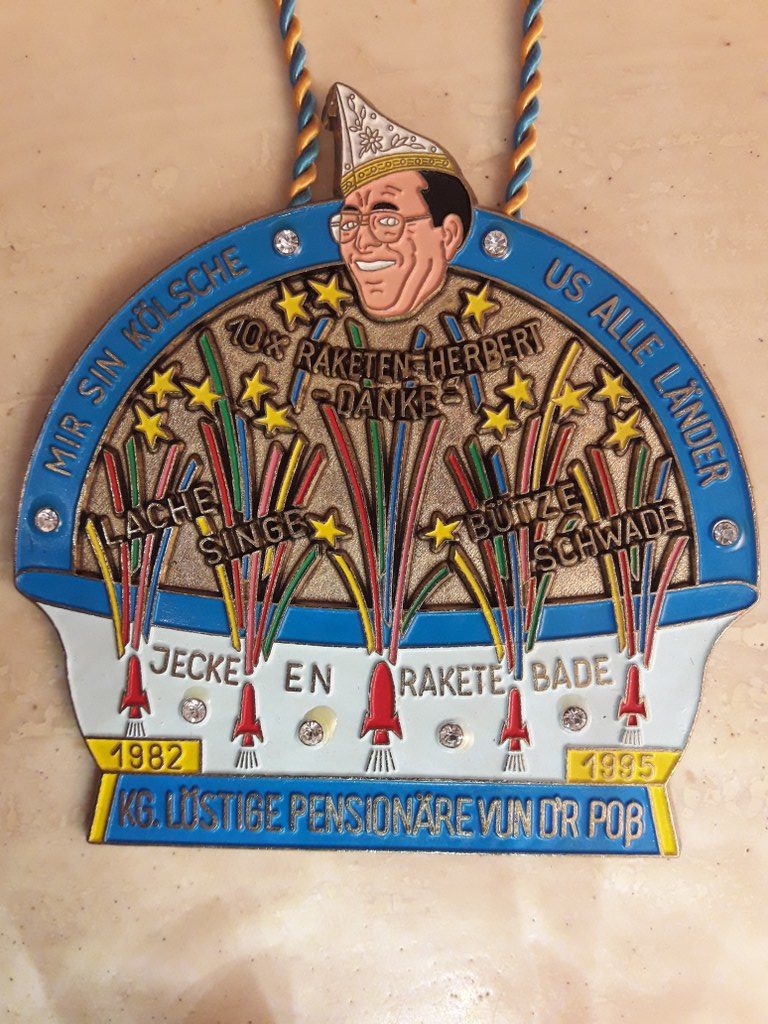 MIR SIN KÖLSCHE
US ALLE LÄNDER
10x RAKETEN-HERBERT
-DANKE-
LACHE
SINGE
BÜTZE
SCHWADE
JECKE EN RAKETE BADE
1982
1995
KG. LÖSTIGE PENSIONÄRE VUN D'R POß